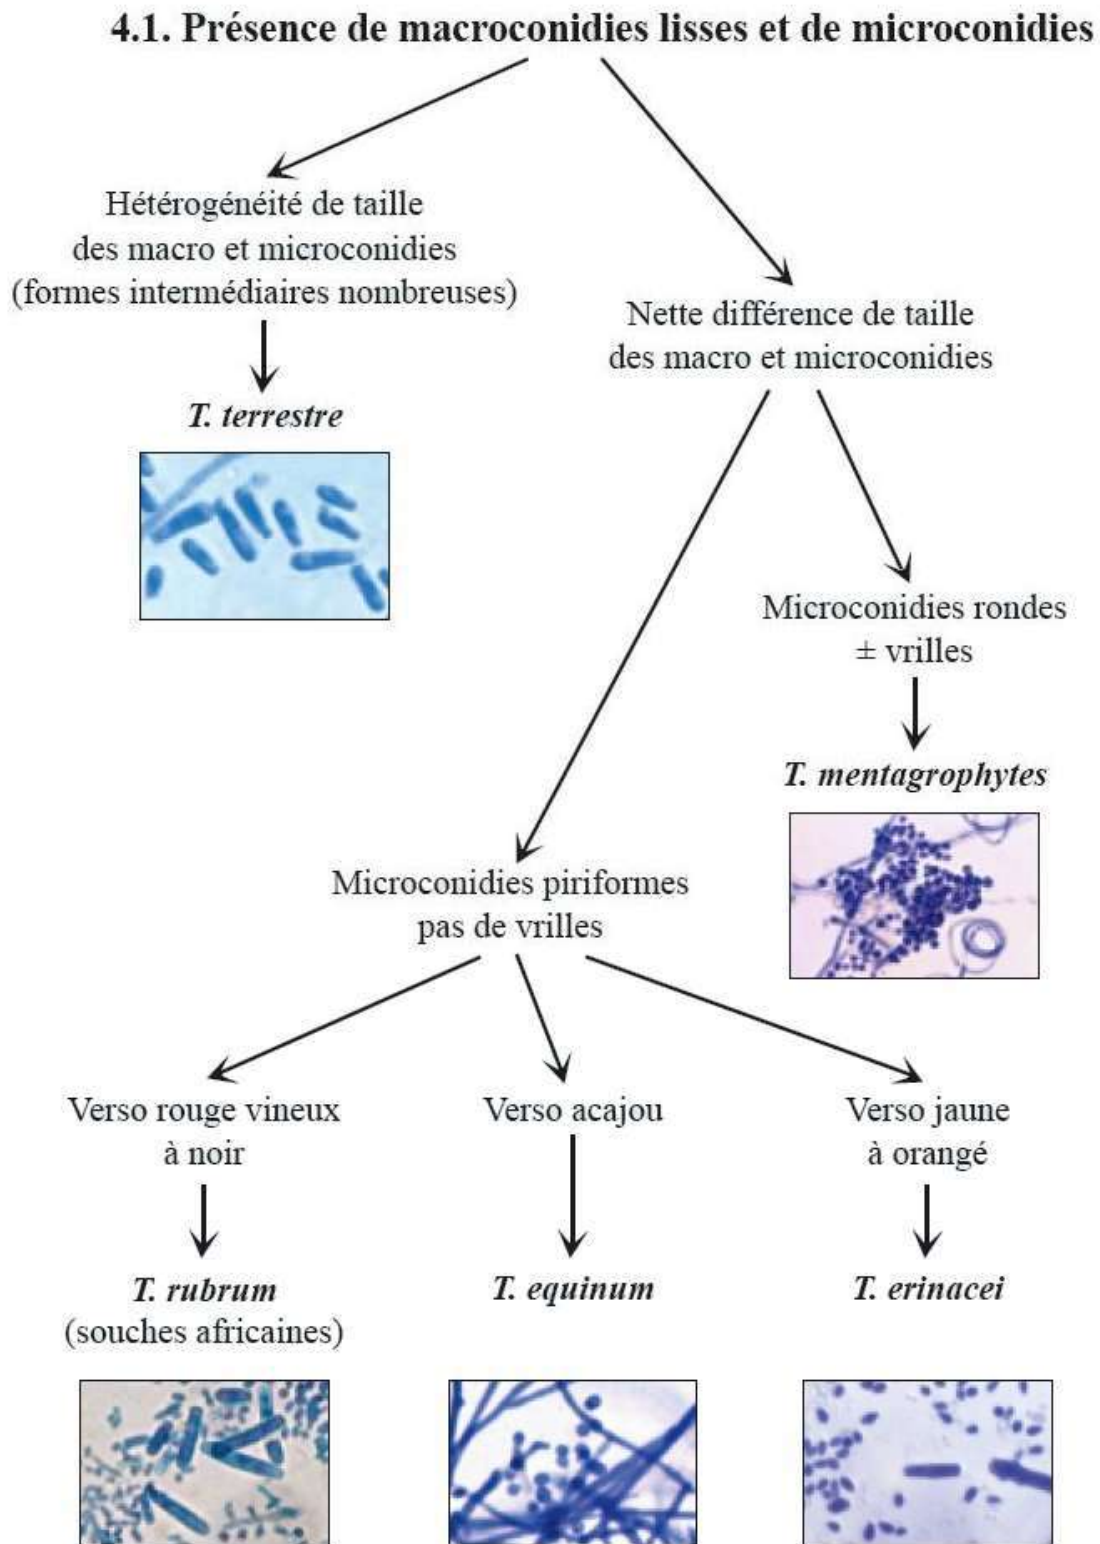 4.1. Présence de macroconidies lisses et de microconidies
Hétérogénéité de taille
des macro et microconidies
(formes intermédiaires nombreuses)
T. terrestre
Nette différence de taille
des macro et microconidies
Microconidies rondes
± vrilles
T. mentagrophytes
Microconidies piriformes
pas de vrilles
Verso rouge vineux
à noir
T. rubrum
(souches africaines)
Verso acajou
T. equinum
Verso jaune
à orangé
T. erinacei